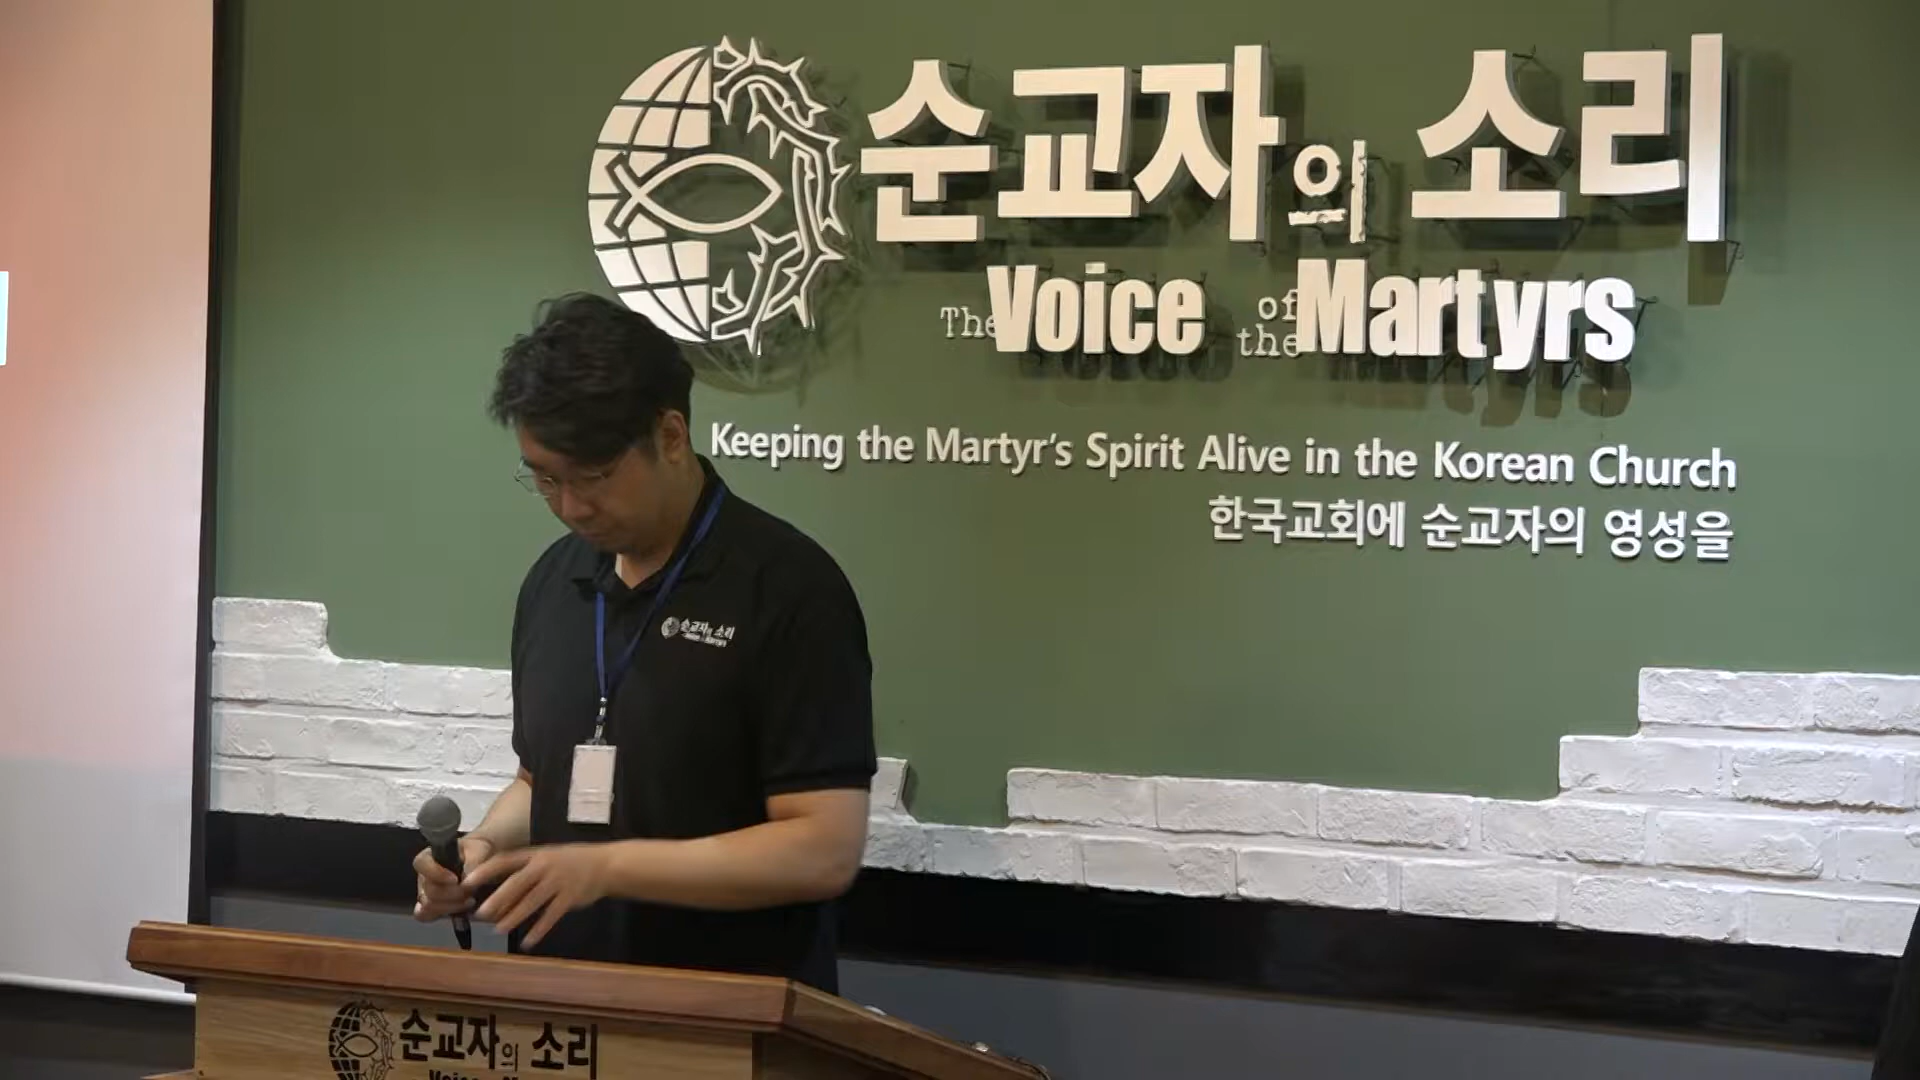 순교자의 소리
The Voice of the Martyrs
Keeping the Martyr's Spirit Alive in the Korean Church
한국교회에 순교자의 영성을
순교자의 소리
순교자의 소리